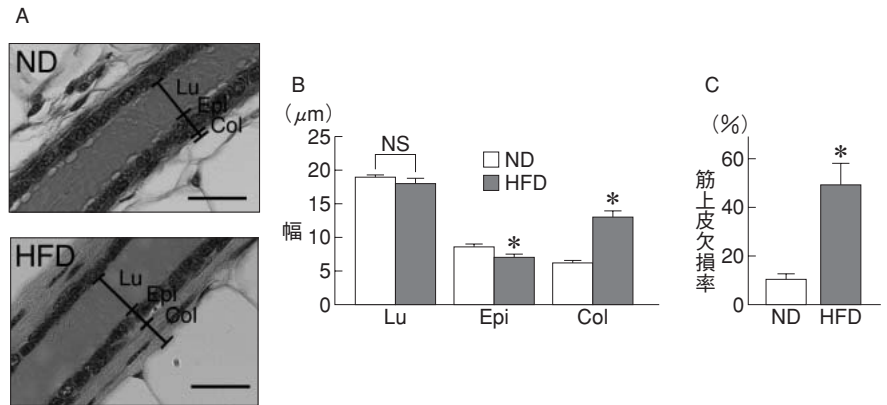 A
ND
Lu
Epi
Col
HFD
Lu
Epi
Col
B
(μm)
25
20
15
10
5
0
幅
NS
ND
HFD
*
*
Lu
Epi
Col
C
(%)
60
40
20
0
筋上皮欠損率
*
ND
HFD